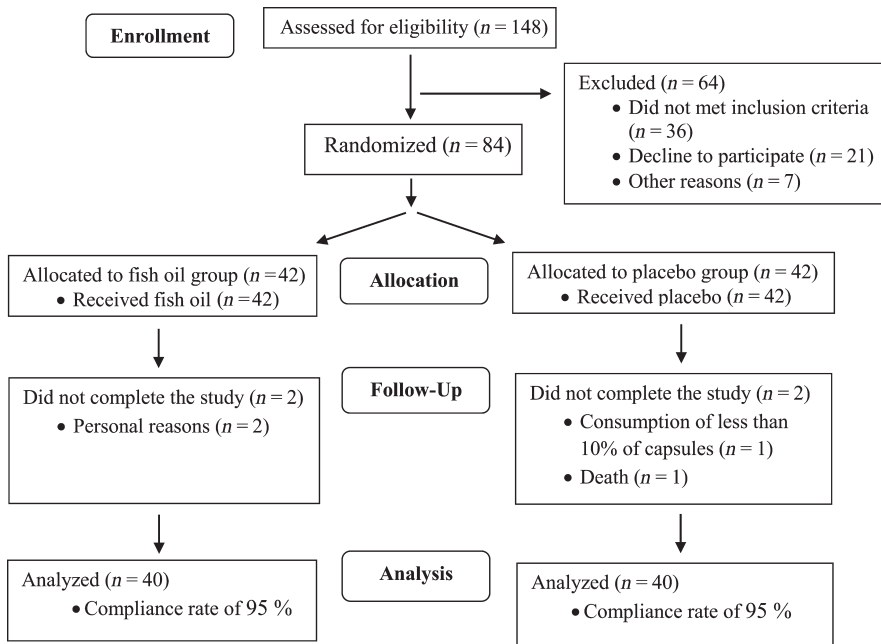 Enrollment
Assessed for eligibility (n = 148)
Excluded (n = 64)
• Did not met inclusion criteria
(n = 36)
• Decline to participate (n = 21)
• Other reasons (n = 7)
Randomized (n = 84)
Allocated to fish oil group (n = 42)
• Received fish oil (n = 42)
Allocation
Allocated to placebo group (n = 42)
• Received placebo (n = 42)
Did not complete the study (n = 2)
• Personal reasons (n = 2)
Follow-Up
Did not complete the study (n = 2)
• Consumption of less than
10% of capsules (n = 1)
• Death (n = 1)
Analyzed (n = 40)
• Compliance rate of 95 %
Analysis
Analyzed (n = 40)
• Compliance rate of 95 %